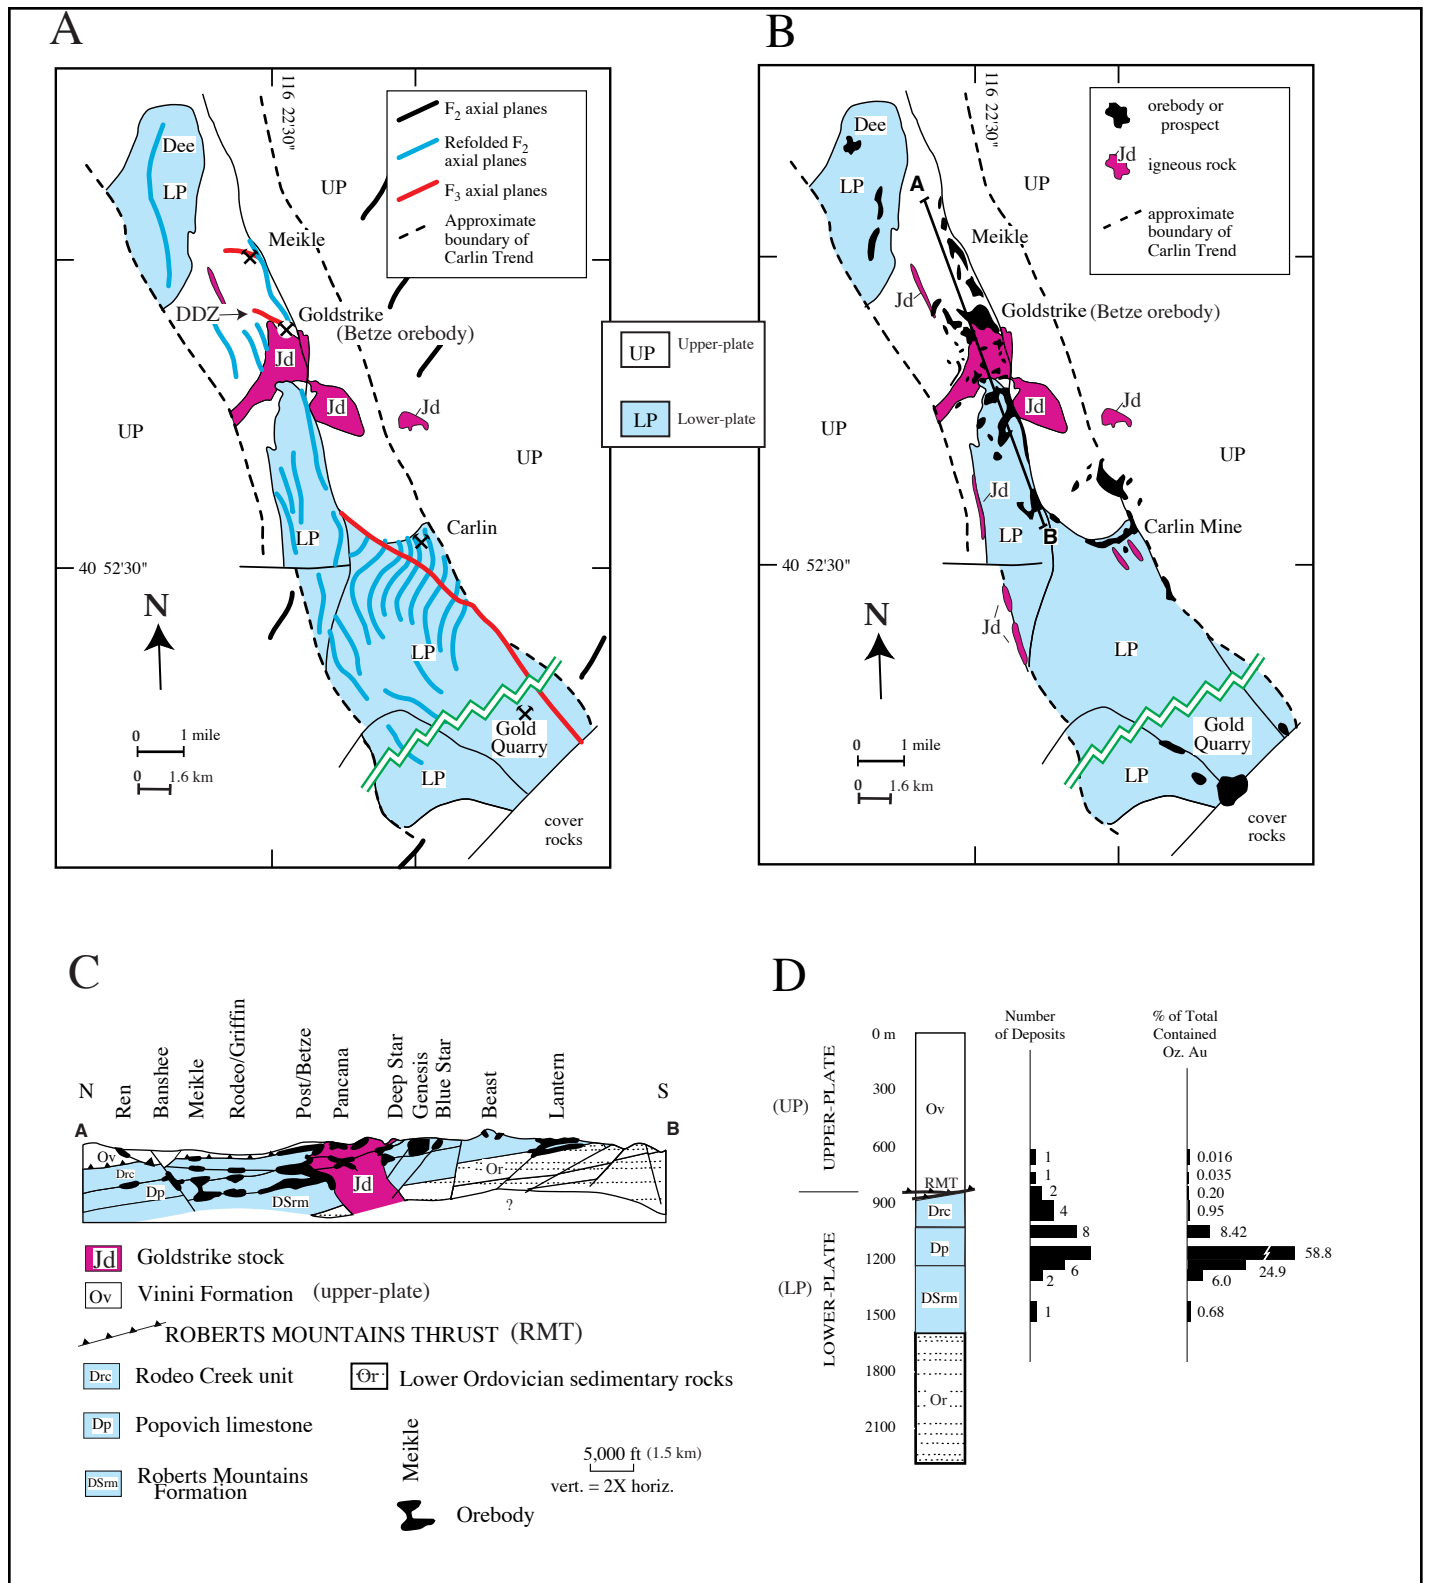 A
116 22'30"
F2 axial planes
Refolded F2
axial planes
F3 axial planes
Approximate
boundary of
Carlin Trend
Dee
LP
UP
Meikle
DDZ
Goldstrike
(Betze orebody)
Jd
Jd
Jd
UP
UP
Carlin
LP
40 52'30"
N
LP
Gold
Quarry
LP
0 1 mile
0 1.6 km
cover
rocks
UP Upper-plate
LP Lower-plate
B
116 22'30"
orebody or
prospect
Jd
igneous rock
approximate
boundary of
Carlin Trend
Dee
LP
A
UP
Meikle
Jd
Goldstrike (Betze orebody)
Jd
Jd
UP
UP
Jd
LP
B
Carlin Mine
40 52'30"
N
Jd
LP
Gold
Quarry
LP
0 1 mile
0 1.6 km
cover
rocks
C
N
Ren
Banshee
Meikle
Rodeo/Griffin
Post/Betze
Pancana
Deep Star
Genesis
Blue Star
Beast
Lantern
S
A
B
Ov
Drc
Dp
DSrm
Jd
Or
?
Jd Goldstrike stock
Ov Vinini Formation (upper-plate)
ROBERTS MOUNTAINS THRUST (RMT)
Drc Rodeo Creek unit
Or Lower Ordovician sedimentary rocks
Dp Popovich limestone
DSrm Roberts Mountains
Formation
Meikle
Orebody
5,000 ft (1.5 km)
vert. = 2X horiz.
D
Number
of Deposits
% of Total
Contained
Oz. Au
(UP)
UPPER-PLATE
(LP)
LOWER-PLATE
0 m
300
600
900
1200
1500
1800
2100
Ov
RMT
Drc
Dp
DSrm
Or
1
1
2
4
8
6
2
1
0.016
0.035
0.20
0.95
8.42
58.8
24.9
6.0
0.68